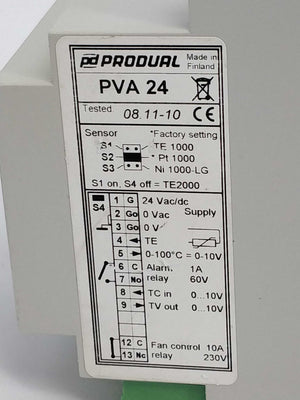 PRODUAL Made in Finland
PVA 24
Tested 08.11-10 CE
Sensor *Factory setting
S1 TE 1000
S2 * Pt 1000
S3 Ni 1000-LG
S1 on, S4 off = TE2000
S4 1 G 24 Vac/dc
2 Go 0 Vac Supply
3 Go 0 V
4 TE
5 0-100°C = 0-10V
6 C Alarm 1A
7 No relay 60V
8 TC in 0...10V
9 TV out 0...10V
12 C Fan control 10A
13 No relay 230V